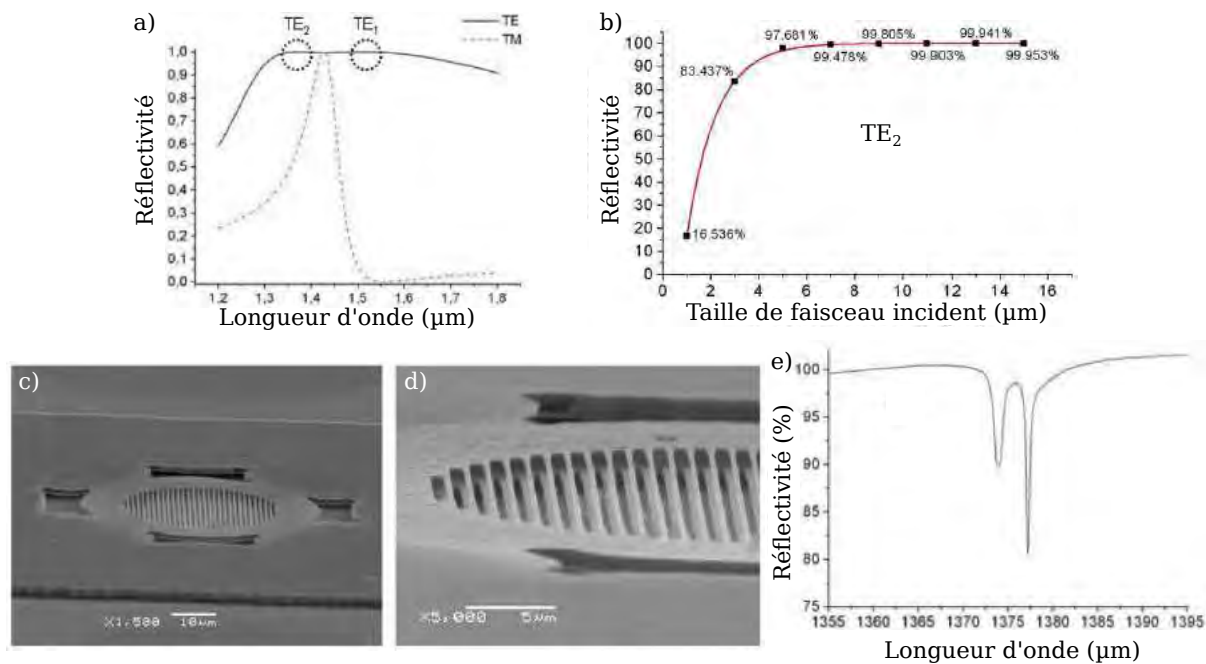 a)
TE₂
TE₁
TE
TM
Réflectivité
1,0
0,9
0,8
0,7
0,6
0,5
0,4
0,3
0,2
0,1
0,0
1,2 1,3 1,4 1,5 1,6 1,7 1,8
Longueur d'onde (µm)
b)
Réflectivité
100
90
80
70
60
50
40
30
20
10
0
97.681% 99.805% 99.941%
83.437% 99.478% 99.903% 99.953%
TE₂
16.536%
0 2 4 6 8 10 12 14 16
Taille de faisceau incident (µm)
c)
X1,500 10µm
d)
X5,000 5µm
e)
Réflectivité (%)
100
95
90
85
80
75
1355 1360 1365 1370 1375 1380 1385 1390 1395
Longueur d'onde (µm)